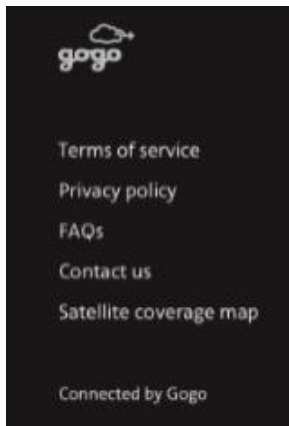 gogo
Terms of service
Privacy policy
FAQs
Contact us
Satellite coverage map
Connected by Gogo